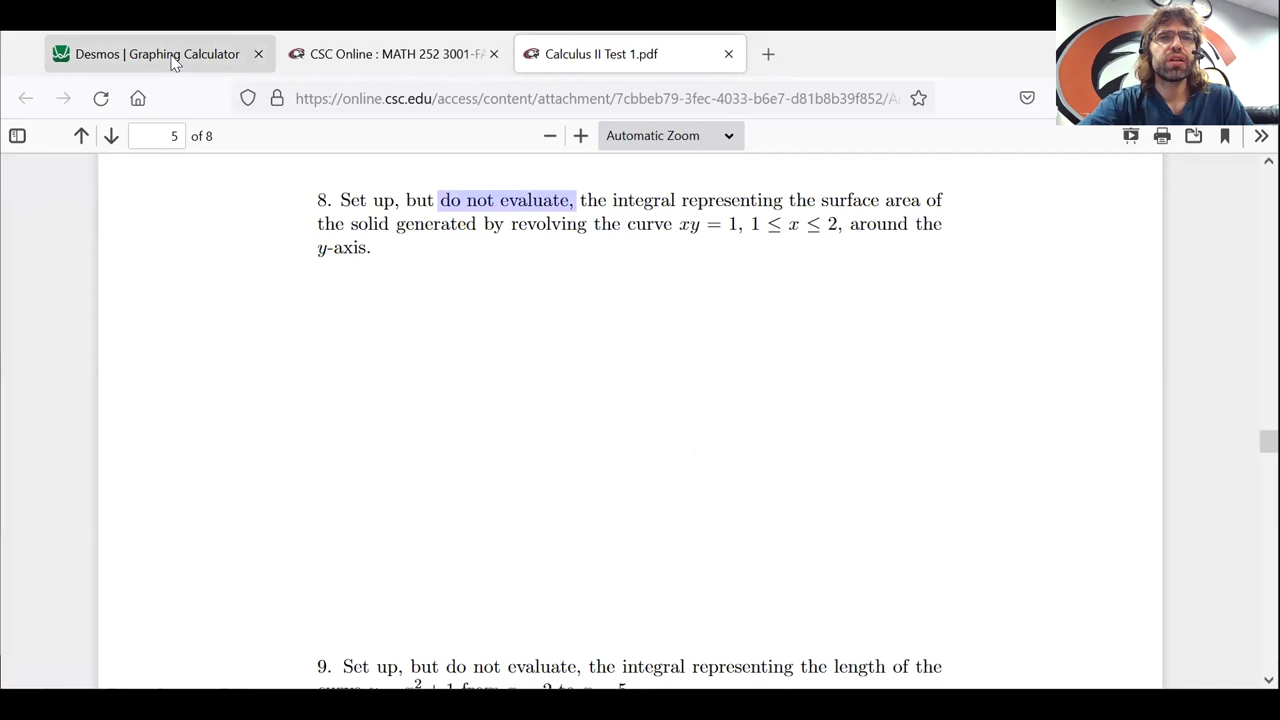 Desmos | Graphing Calculator
CSC Online : MATH 252 3001-FA
Calculus II Test 1.pdf
https://online.csc.edu/access/content/attachment/7cbbeb79-3fec-4033-b6e7-d81b8b39f852/A
5 of 8
Automatic Zoom
8. Set up, but do not evaluate, the integral representing the surface area of
the solid generated by revolving the curve xy = 1, 1 ≤ x ≤ 2, around the
y-axis.
9. Set up, but do not evaluate, the integral representing the length of the